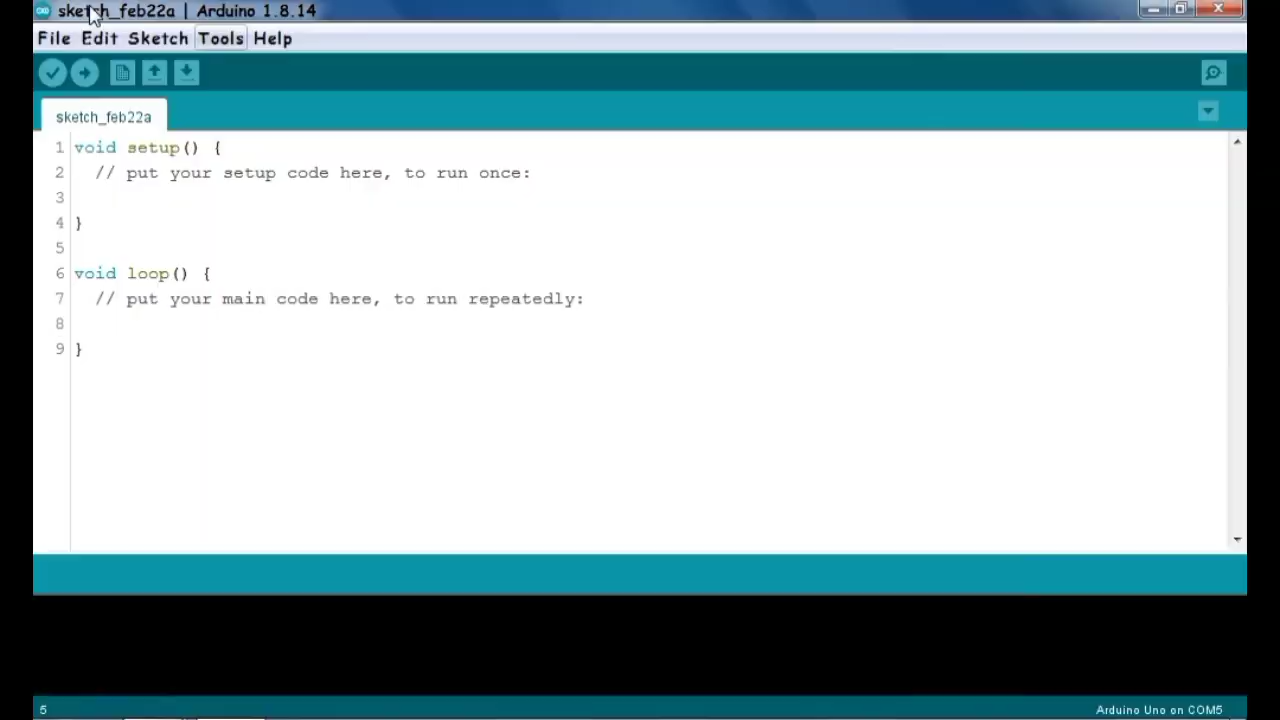 sketch_feb22a | Arduino 1.8.14
File Edit Sketch Tools Help
sketch_feb22a
1 void setup() {
2   // put your setup code here, to run once:
3
4 }
5
6 void loop() {
7   // put your main code here, to run repeatedly:
8
9 }
5
Arduino Uno on COM5